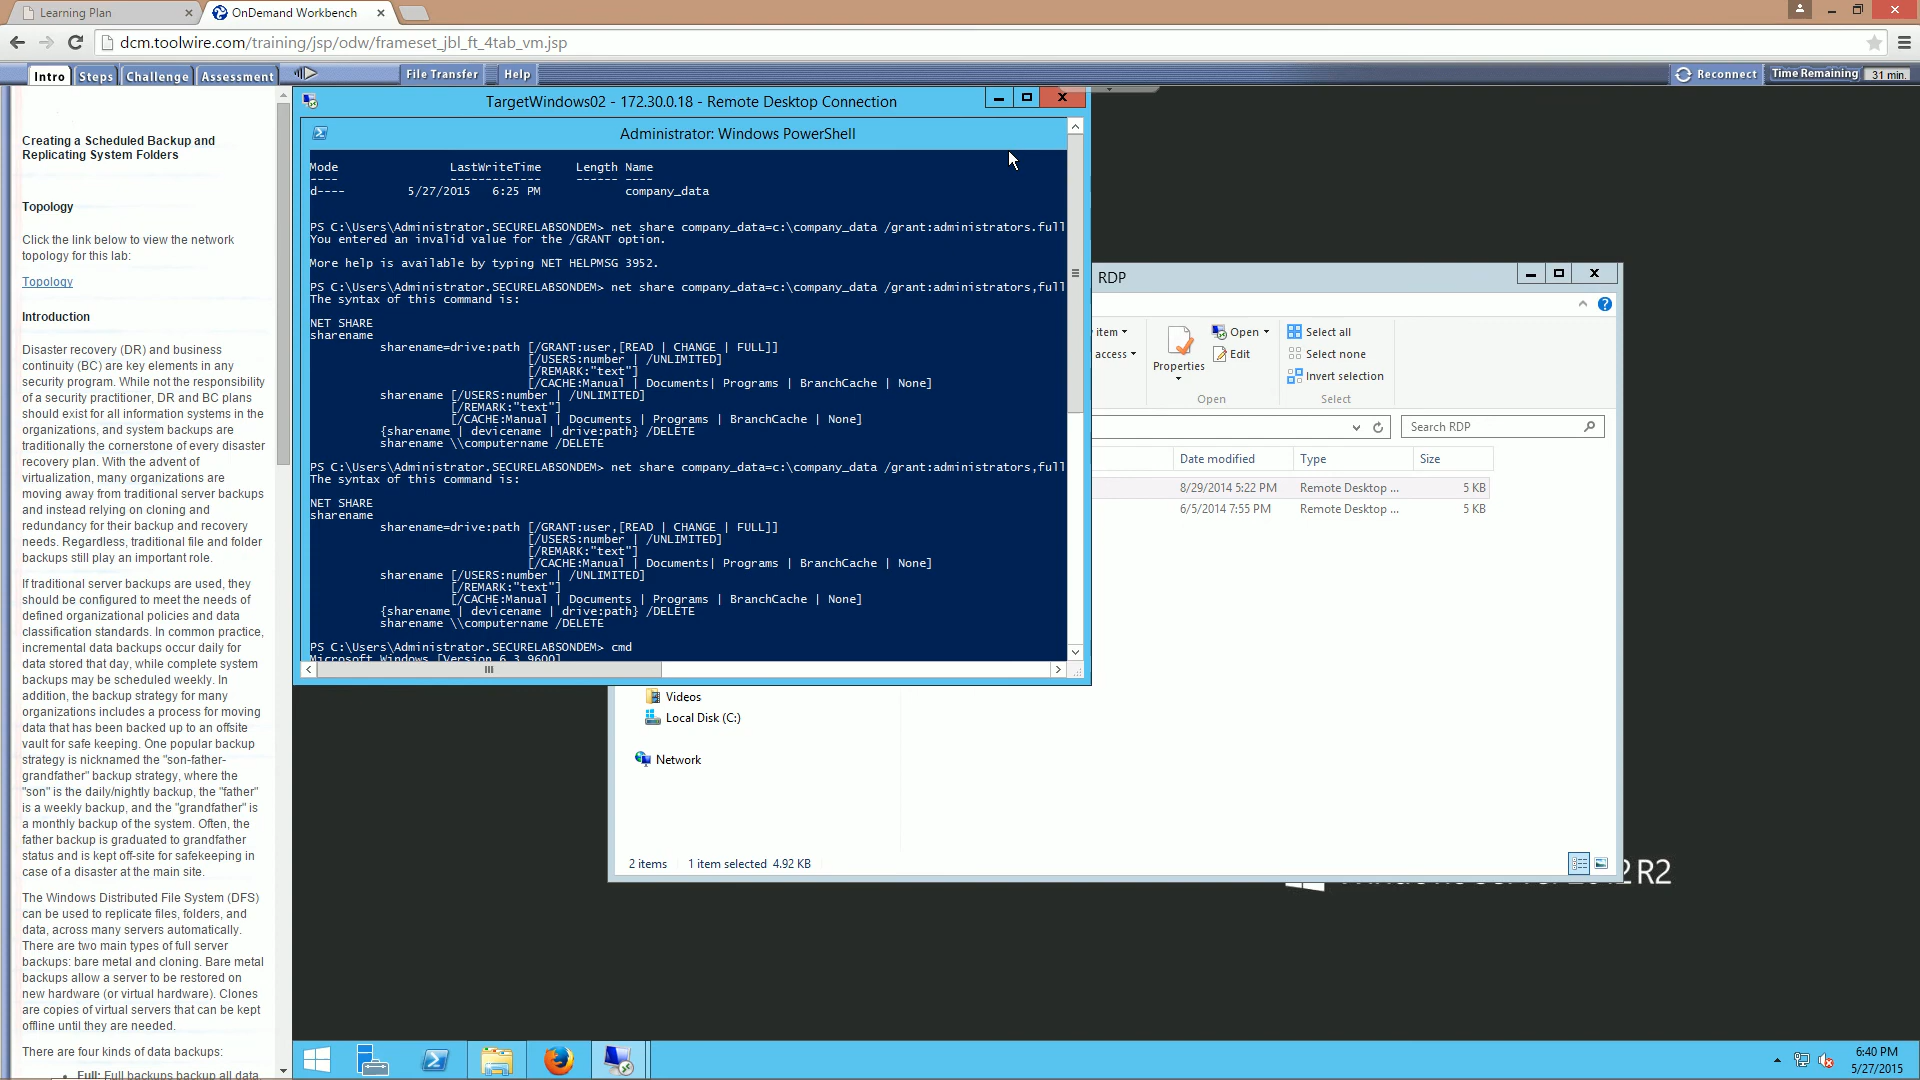 Learning Plan
OnDemand Workbench
dcm.toolwire.com/training/jsp/odw/frameset_jbl_ft_4tab_vm.jsp
Intro Steps Challenge Assessment File Transfer Help Reconnect Time Remaining 31 min.
Creating a Scheduled Backup and
Replicating System Folders
Topology
Click the link below to view the network
topology for this lab:
Topology
Introduction
Disaster recovery (DR) and business
continuity (BC) are key elements in any
security program. While not the responsibility
of a security practitioner, DR and BC plans
should exist for all information systems in the
organizations, and system backups are
traditionally the cornerstone of every disaster
recovery plan. With the advent of
virtualization, many organizations are
moving away from traditional server backups
and instead relying on cloning and
redundancy for their backup and recovery
needs. Regardless, traditional file and folder
backups still play an important role.
If traditional server backups are used, they
should be configured to meet the needs of
defined organizational policies and data
classification standards. In common practice,
incremental data backups occur daily for
data stored that day, while complete system
backups may be scheduled weekly. In
addition, the backup strategy for many
organizations includes a process for moving
data that has been backed up to an offsite
vault for safe keeping. One popular backup
strategy is nicknamed the "son-father-
grandfather" backup strategy, where the
"son" is the daily/nightly backup, the "father"
is a weekly backup, and the "grandfather" is
a monthly backup of the system. Often, the
father backup is graduated to grandfather
status and is kept off-site for safekeeping in
case of a disaster at the main site.
The Windows Distributed File System (DFS)
can be used to replicate files, folders, and
data, across many servers automatically.
There are two main types of full server
backups: bare metal and cloning. Bare metal
backups allow a server to be restored on
new hardware (or virtual hardware). Clones
are copies of virtual servers that can be kept
offline until they are needed.
There are four kinds of data backups:
Full: Full backups backup all data,
TargetWindows02 - 172.30.0.18 - Remote Desktop Connection
Administrator: Windows PowerShell
Mode LastWriteTime Length Name
---- ------------- ------ ----
d---- 5/27/2015 6:25 PM company_data
PS C:\Users\Administrator.SECURELABSONDEM> net share company_data=c:\company_data /grant:administrators.full
You entered an invalid value for the /GRANT option.
More help is available by typing NET HELPMSG 3952.
PS C:\Users\Administrator.SECURELABSONDEM> net share company_data=c:\company_data /grant:administrators,full
The syntax of this command is:
NET SHARE
sharename
sharename=drive:path [/GRANT:user,[READ | CHANGE | FULL]]
[/USERS:number | /UNLIMITED]
[/REMARK:"text"]
[/CACHE:Manual | Documents| Programs | BranchCache | None]
sharename [/USERS:number | /UNLIMITED]
[/REMARK:"text"]
[/CACHE:Manual | Documents | Programs | BranchCache | None]
{sharename | devicename | drive:path} /DELETE
sharename \\computername /DELETE
PS C:\Users\Administrator.SECURELABSONDEM> net share company_data=c:\company_data /grant:administrators,full
The syntax of this command is:
NET SHARE
sharename
sharename=drive:path [/GRANT:user,[READ | CHANGE | FULL]]
[/USERS:number | /UNLIMITED]
[/REMARK:"text"]
[/CACHE:Manual | Documents| Programs | BranchCache | None]
sharename [/USERS:number | /UNLIMITED]
[/REMARK:"text"]
[/CACHE:Manual | Documents | Programs | BranchCache | None]
{sharename | devicename | drive:path} /DELETE
sharename \\computername /DELETE
PS C:\Users\Administrator.SECURELABSONDEM> cmd
Microsoft Windows [Version 6.3.9600]
RDP
item
access
Properties
Open
Edit
Open
Select all
Select none
Invert selection
Select
Search RDP
Date modified Type Size
8/29/2014 5:22 PM Remote Desktop ... 5 KB
6/5/2014 7:55 PM Remote Desktop ... 5 KB
Videos
Local Disk (C:)
Network
2 items 1 item selected 4.92 KB
2 R2
6:40 PM
5/27/2015